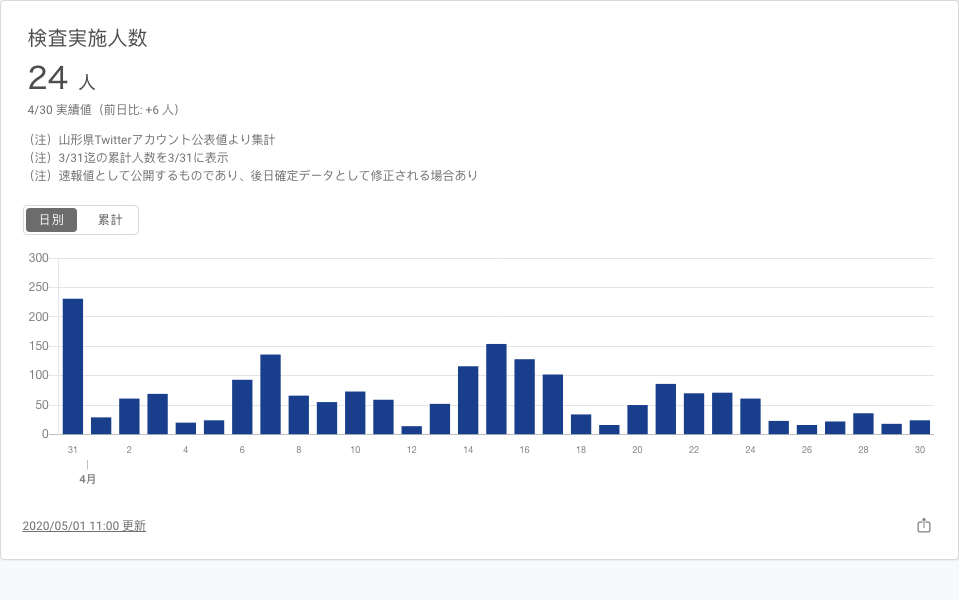 検査実施人数
24 人
4/30 実績値（前日比: +6 人）
（注）山形県Twitterアカウント公表値より集計
（注）3/31迄の累計人数を3/31に表示
（注）速報値として公開するものであり、後日確定データとして修正される場合あり
日別 累計
300
250
200
150
100
50
0
31 2 4 6 8 10 12 14 16 18 20 22 24 26 28 30
4月
2020/05/01 11:00 更新